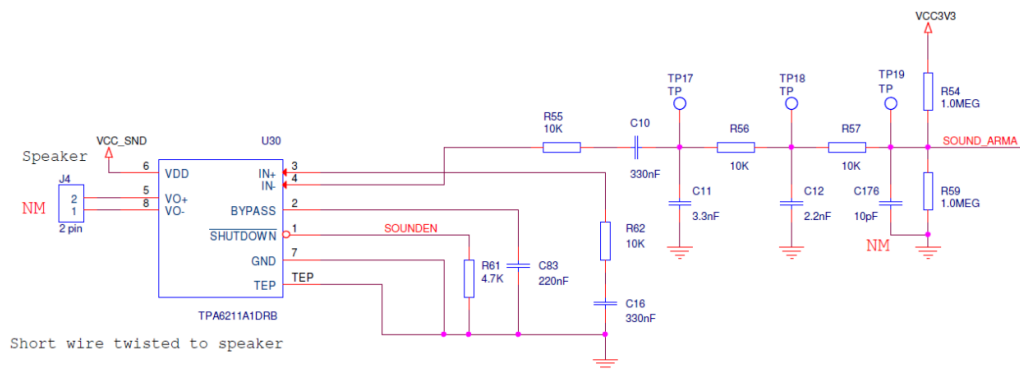 VCC3V3
TP17
TP
TP18
TP
TP19
TP
R54
1.0MEG
R55
10K
C10
330nF
R56
10K
R57
10K
SOUND_ARMA
C11
3.3nF
C12
2.2nF
C176
10pF
R59
1.0MEG
NM
VCC_SND
U30
Speaker
J4
2
1
2 pin
NM
6
5
8
VDD
VO+
VO-
IN+
IN-
BYPASS
SHUTDOWN
GND
TEP
3
4
2
1
7
TEP
SOUNDEN
R61
4.7K
C83
220nF
R62
10K
C16
330nF
TPA6211A1DRB
Short wire twisted to speaker